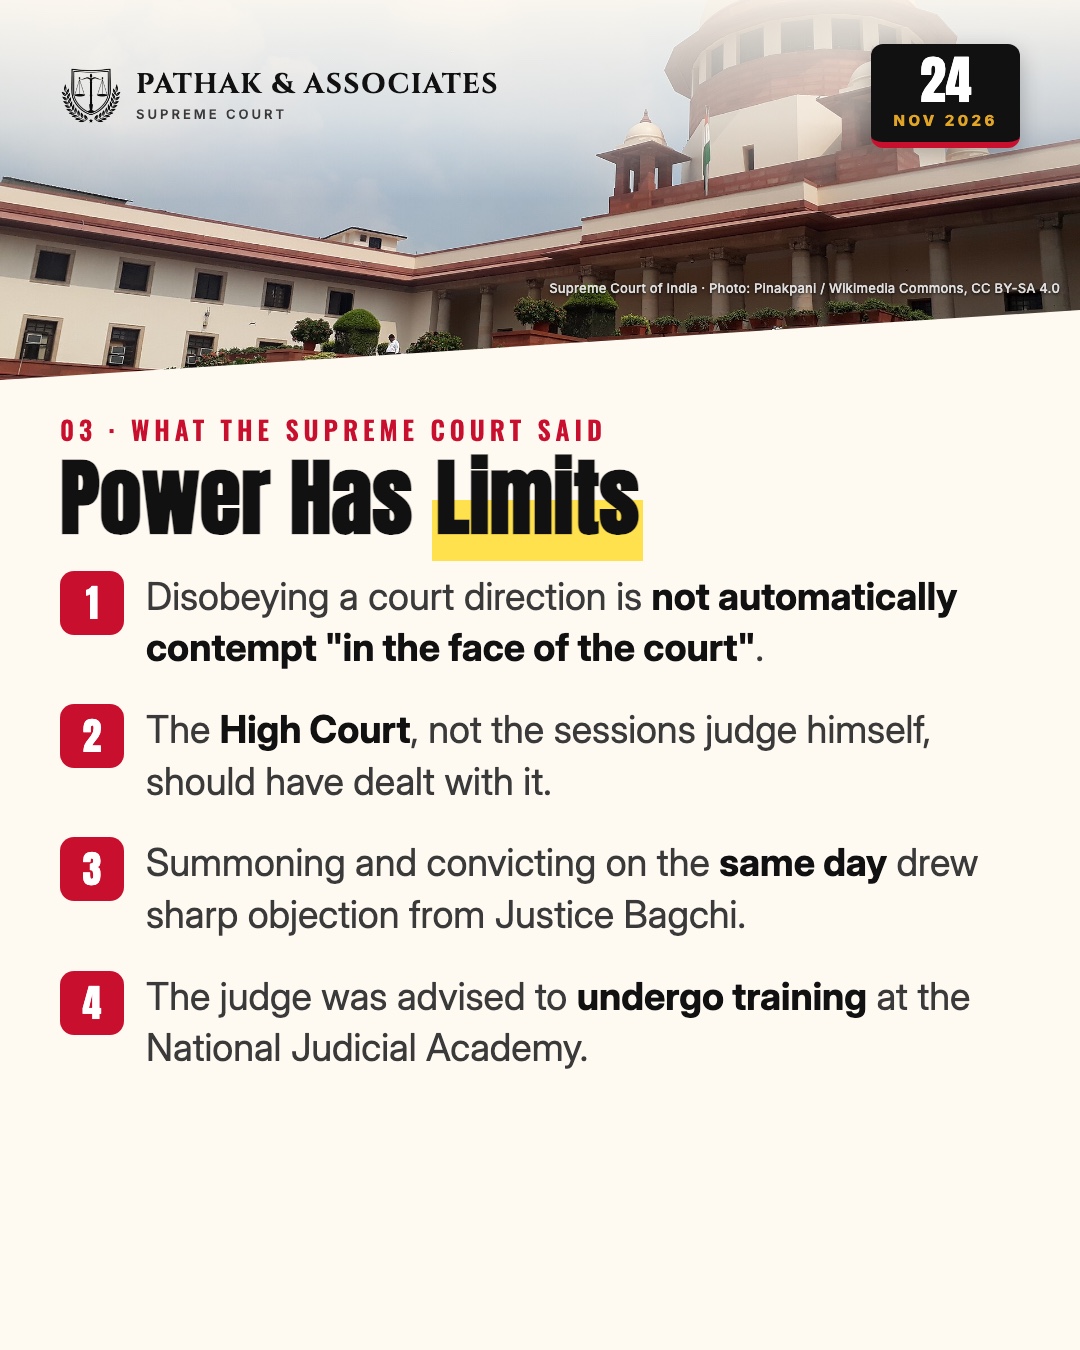 PATHAK & ASSOCIATES
SUPREME COURT
24
NOV 2026
Supreme Court of India · Photo: Pinakpani / Wikimedia Commons, CC BY-SA 4.0
03 · WHAT THE SUPREME COURT SAID
Power Has Limits
1
Disobeying a court direction is not automatically
contempt "in the face of the court".
2
The High Court, not the sessions judge himself,
should have dealt with it.
3
Summoning and convicting on the same day drew
sharp objection from Justice Bagchi.
4
The judge was advised to undergo training at the
National Judicial Academy.